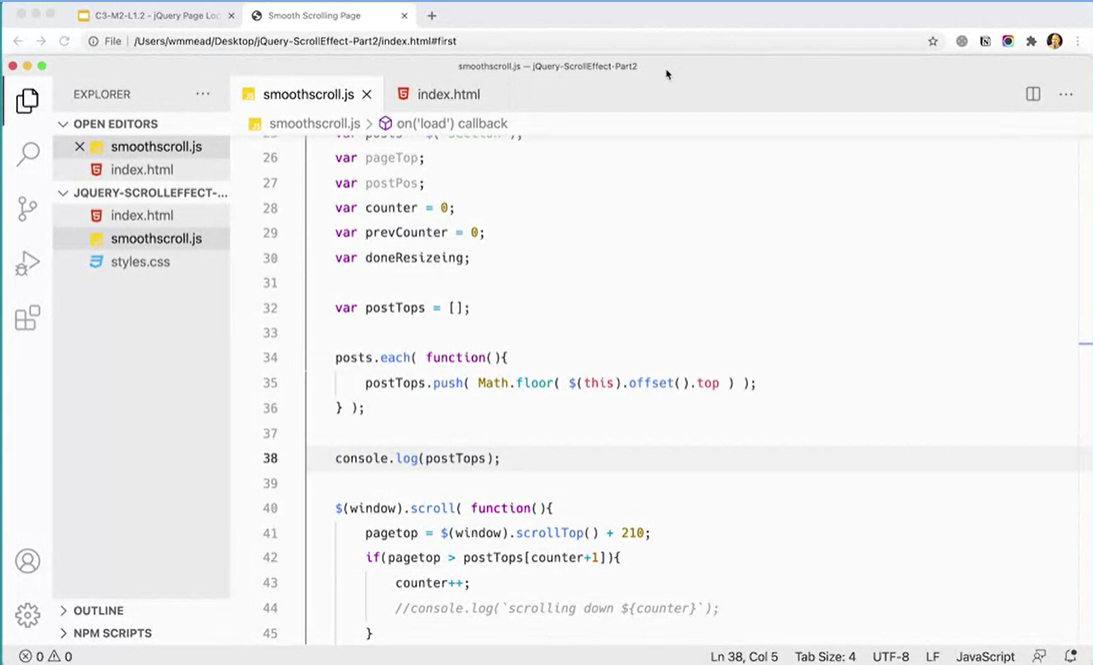 C3-M2-L1.2 - jQuery Page Loc
Smooth Scrolling Page
File | /Users/wmmead/Desktop/jQuery-ScrollEffect-Part2/index.html#first
smoothscroll.js — jQuery-ScrollEffect-Part2
EXPLORER
smoothscroll.js
index.html
OPEN EDITORS
smoothscroll.js > on('load') callback
smoothscroll.js
index.html
JQUERY-SCROLLEFFECT-...
index.html
smoothscroll.js
styles.css
26 var pageTop;
27 var postPos;
28 var counter = 0;
29 var prevCounter = 0;
30 var doneResizeing;
31
32 var postTops = [];
33
34 posts.each( function(){
35 postTops.push( Math.floor( $(this).offset().top ) );
36 } );
37
38 console.log(postTops);
39
40 $(window).scroll( function(){
41 pagetop = $(window).scrollTop() + 210;
42 if(pagetop > postTops[counter+1]){
43 counter++;
44 //console.log(`scrolling down ${counter}`);
45 }
OUTLINE
NPM SCRIPTS
0 0
Ln 38, Col 5 Tab Size: 4 UTF-8 LF JavaScript